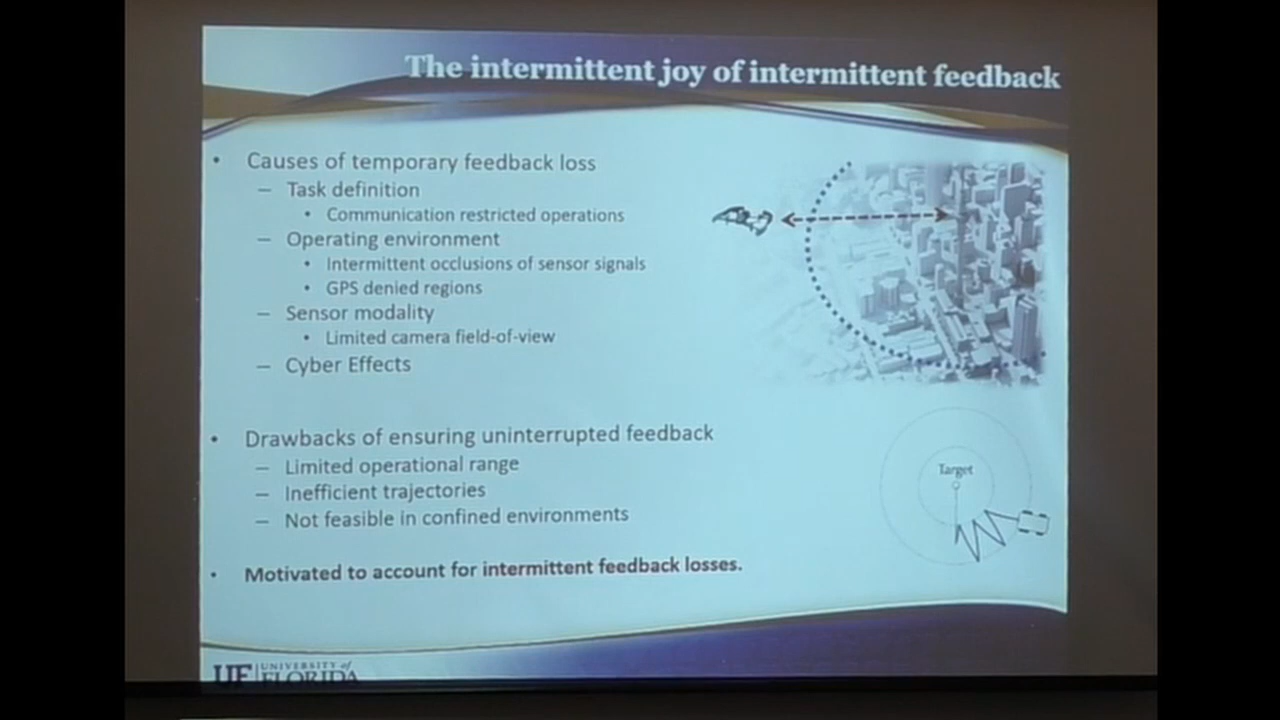 The intermittent joy of intermittent feedback
• Causes of temporary feedback loss
– Task definition
• Communication restricted operations
– Operating environment
• Intermittent occlusions of sensor signals
• GPS denied regions
– Sensor modality
• Limited camera field-of-view
– Cyber Effects
• Drawbacks of ensuring uninterrupted feedback
– Limited operational range
– Inefficient trajectories
– Not feasible in confined environments
• Motivated to account for intermittent feedback losses.
Target
UF UNIVERSITY of
FLORIDA